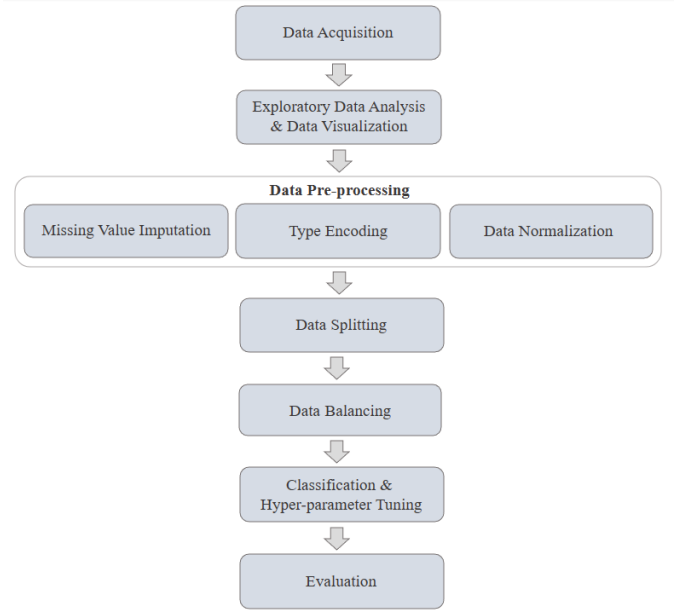 Data Acquisition
Exploratory Data Analysis
& Data Visualization
Data Pre-processing
Missing Value Imputation
Type Encoding
Data Normalization
Data Splitting
Data Balancing
Classification &
Hyper-parameter Tuning
Evaluation